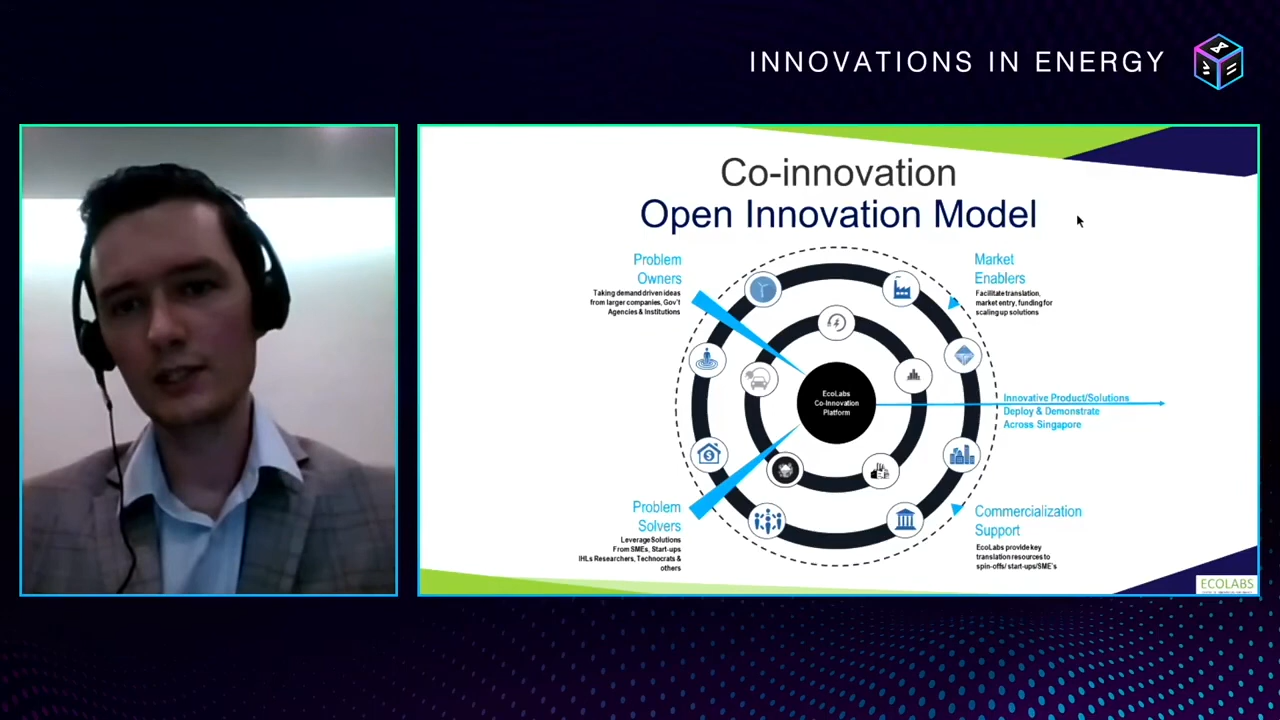 INNOVATIONS IN ENERGY
Co-innovation
Open Innovation Model
Problem
Owners
Taking demand driven ideas
from larger companies, Gov't
Agencies & Institutions
Market
Enablers
Facilitate translation,
market entry, funding for
scaling up solutions
EcoLabs
Co-Innovation
Platform
Innovative Product/Solutions
Deploy & Demonstrate
Across Singapore
Problem
Solvers
Leverage Solutions
From SMEs, Start-ups
IHLs Researchers, Technocrats &
others
Commercialization
Support
EcoLabs provide key
translation resources to
spin-offs/ start-ups/SME's
ECOLABS